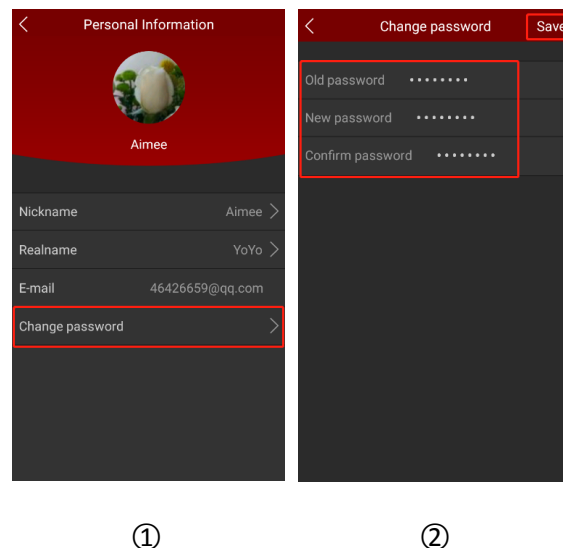 Personal Information
Aimee
Nickname Aimee
Realname YoYo
E-mail 46426659@qq.com
Change password
①
Change password Save
Old password ••••••••
New password ••••••••
Confirm password ••••••••
②